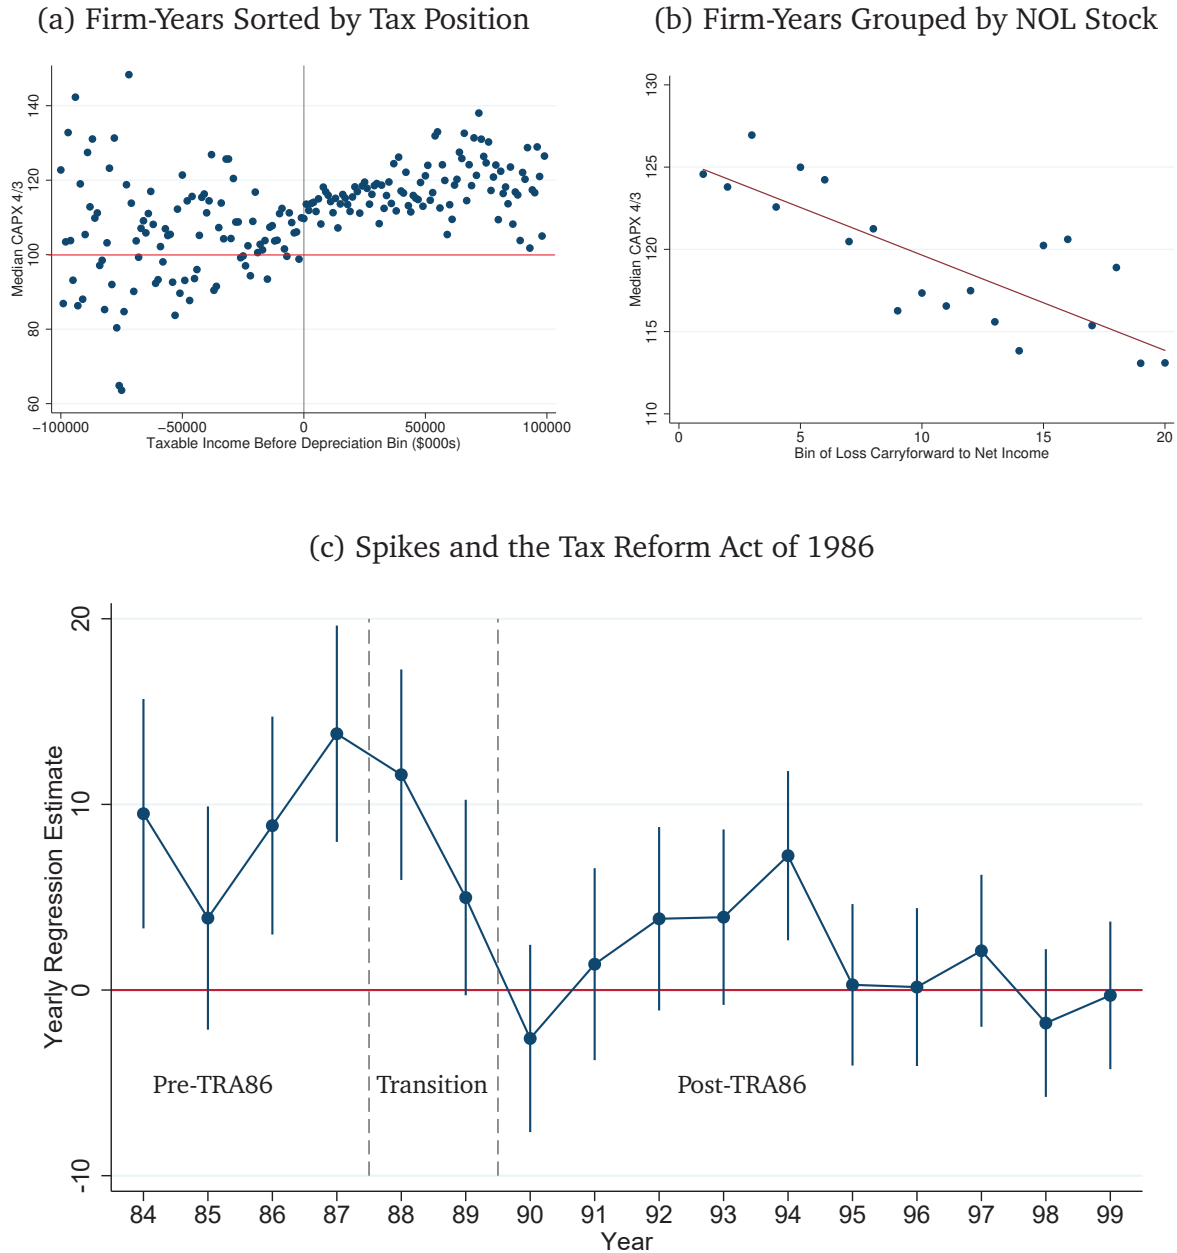 (a) Firm-Years Sorted by Tax Position
Median CAPX 4/3
140
120
100
80
60
−100000 −50000 0 50000 100000
Taxable Income Before Depreciation Bin ($000s)
(b) Firm-Years Grouped by NOL Stock
Median CAPX 4/3
130
125
120
115
110
0 5 10 15 20
Bin of Loss Carryforward to Net Income
(c) Spikes and the Tax Reform Act of 1986
Yearly Regression Estimate
20
10
0
-10
Pre-TRA86 Transition Post-TRA86
84 85 86 87 88 89 90 91 92 93 94 95 96 97 98 99
Year